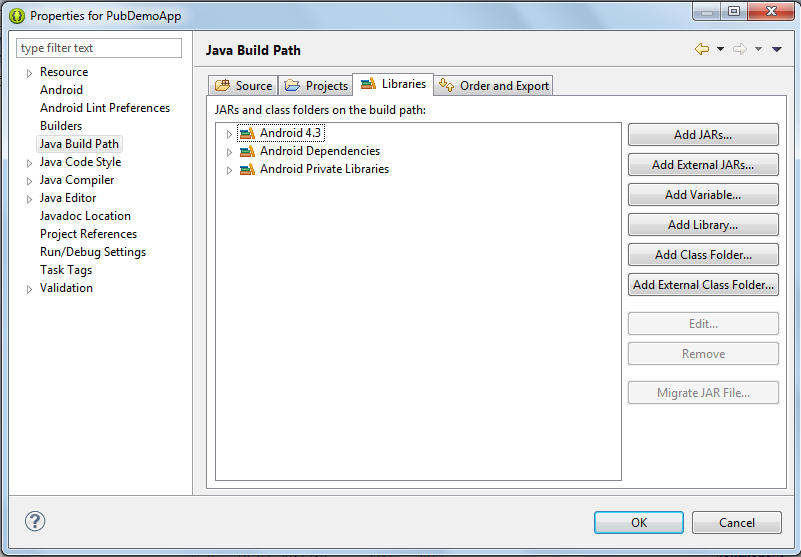 Properties for PubDemoApp
type filter text
Resource
Android
Android Lint Preferences
Builders
Java Build Path
Java Code Style
Java Compiler
Java Editor
Javadoc Location
Project References
Run/Debug Settings
Task Tags
Validation
Java Build Path
Source Projects Libraries Order and Export
JARs and class folders on the build path:
Android 4.3
Android Dependencies
Android Private Libraries
Add JARs...
Add External JARs...
Add Variable...
Add Library...
Add Class Folder...
Add External Class Folder...
Edit...
Remove
Migrate JAR File...
?
OK Cancel